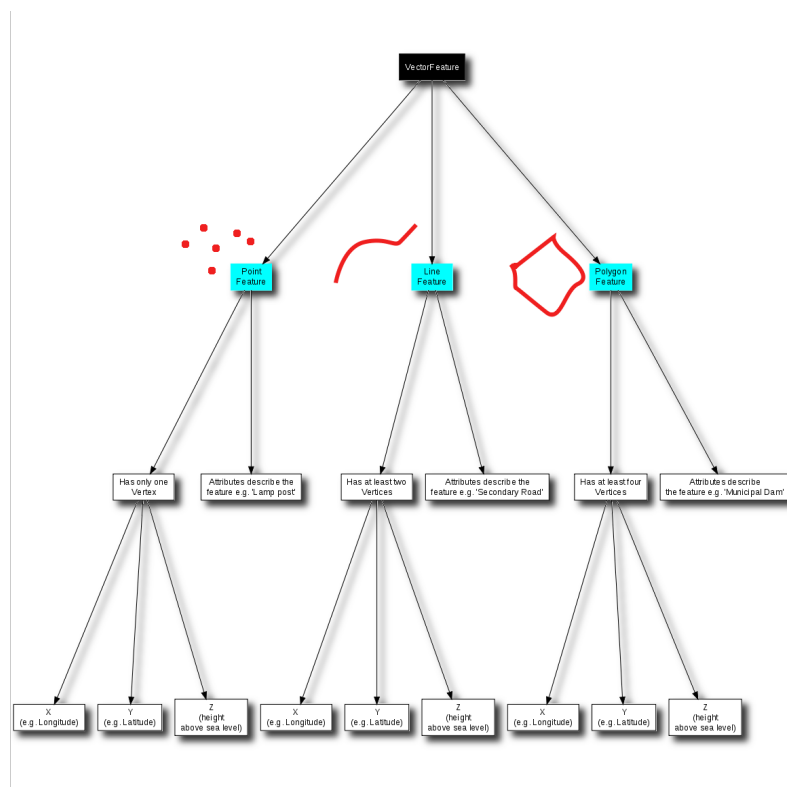 VectorFeature
Point
Feature
Line
Feature
Polygon
Feature
Has only one
Vertex
Attributes describe the
feature e.g. 'Lamp post'
Has at least two
Vertices
Attributes describe the
feature e.g. 'Secondary Road'
Has at least four
Vertices
Attributes describe
the feature e.g. 'Municipal Dam'
X
(e.g. Longitude)
Y
(e.g. Latitude)
Z
(height
above sea level)
X
(e.g. Longitude)
Y
(e.g. Latitude)
Z
(height
above sea level)
X
(e.g. Longitude)
Y
(e.g. Latitude)
Z
(height
above sea level)